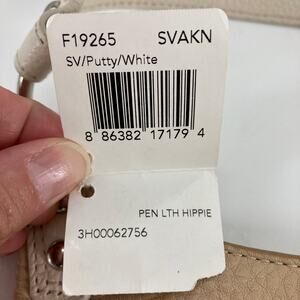 F19265 SVAKN
SV/Putty/White
8 86382 17179 4
PEN LTH HIPPIE
3H00062756